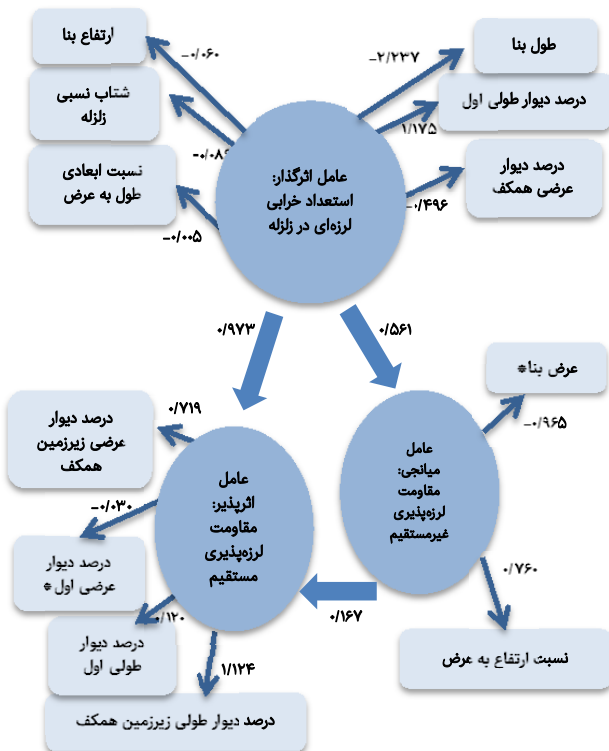 ارتفاع بنا
-۰/۰۶۰
شتاب نسبی
زلزله
نسبت ابعادی
طول به عرض
-۰/۰۰۵
طول بنا
-۲/۲۳۷
درصد دیوار طولی اول
۱/۱۷۵
درصد دیوار
عرضی همکف
-۰/۴۹۶
عامل اثرگذار:
استعداد خرابی
لرزه‌ای در زلزله
۰/۹۷۳
۰/۵۶۱
عرض بنا*
-۰/۹۶۵
عامل
میانجی:
مقاومت
لرزه‌پذیری
غیرمستقیم
۰/۷۶۰
نسبت ارتفاع به عرض
۰/۱۶۷
عامل
اثرپذیر:
مقاومت
لرزه‌پذیری
مستقیم
۰/۷۱۹
درصد دیوار
عرضی زیرزمین
همکف
-۰/۰۳۰
درصد دیوار
عرضی اول*
۰/۱۲۰
درصد دیوار
طولی اول
۱/۱۲۴
درصد دیوار طولی زیرزمین همکف